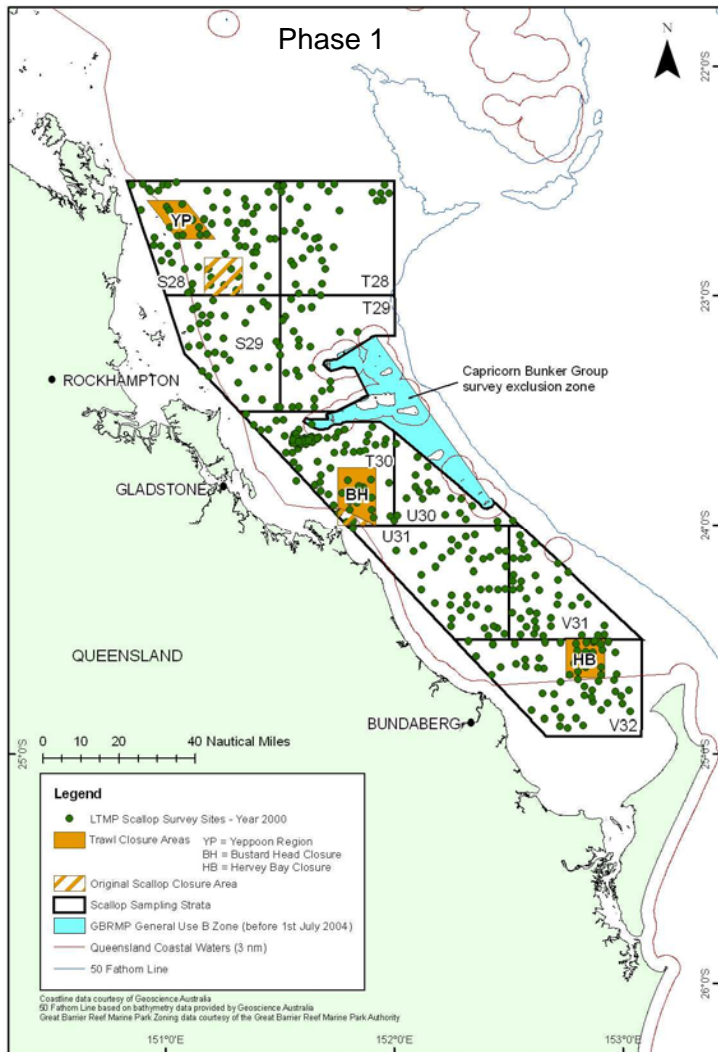 Phase 1
N
22°0'S
YP
S28
T28
23°0'S
T29
S29
ROCKHAMPTON
Capricorn Bunker Group
survey exclusion zone
T30
GLADSTONE
BH
U30
24°0'S
U31
V31
QUEENSLAND
HB
BUNDABERG
V32
0 10 20 40 Nautical Miles
25°0'S
Legend
LTMP Scallop Survey Sites - Year 2000
Trawl Closure Areas
YP = Yeppoon Region
BH = Bustard Head Closure
HB = Hervey Bay Closure
Original Scallop Closure Area
Scallop Sampling Strata
GBRMP General Use B Zone (before 1st July 2004)
Queensland Coastal Waters (3 nm)
50 Fathom Line
26°0'S
Coastline data courtesy of Geoscience Australia
50 Fathom Line based on bathymetry data provided by Geoscience Australia
Great Barrier Reef Marine Park Zoning data courtesy of the Great Barrier Reef Marine Park Authority
151°0'E 152°0'E 153°0'E